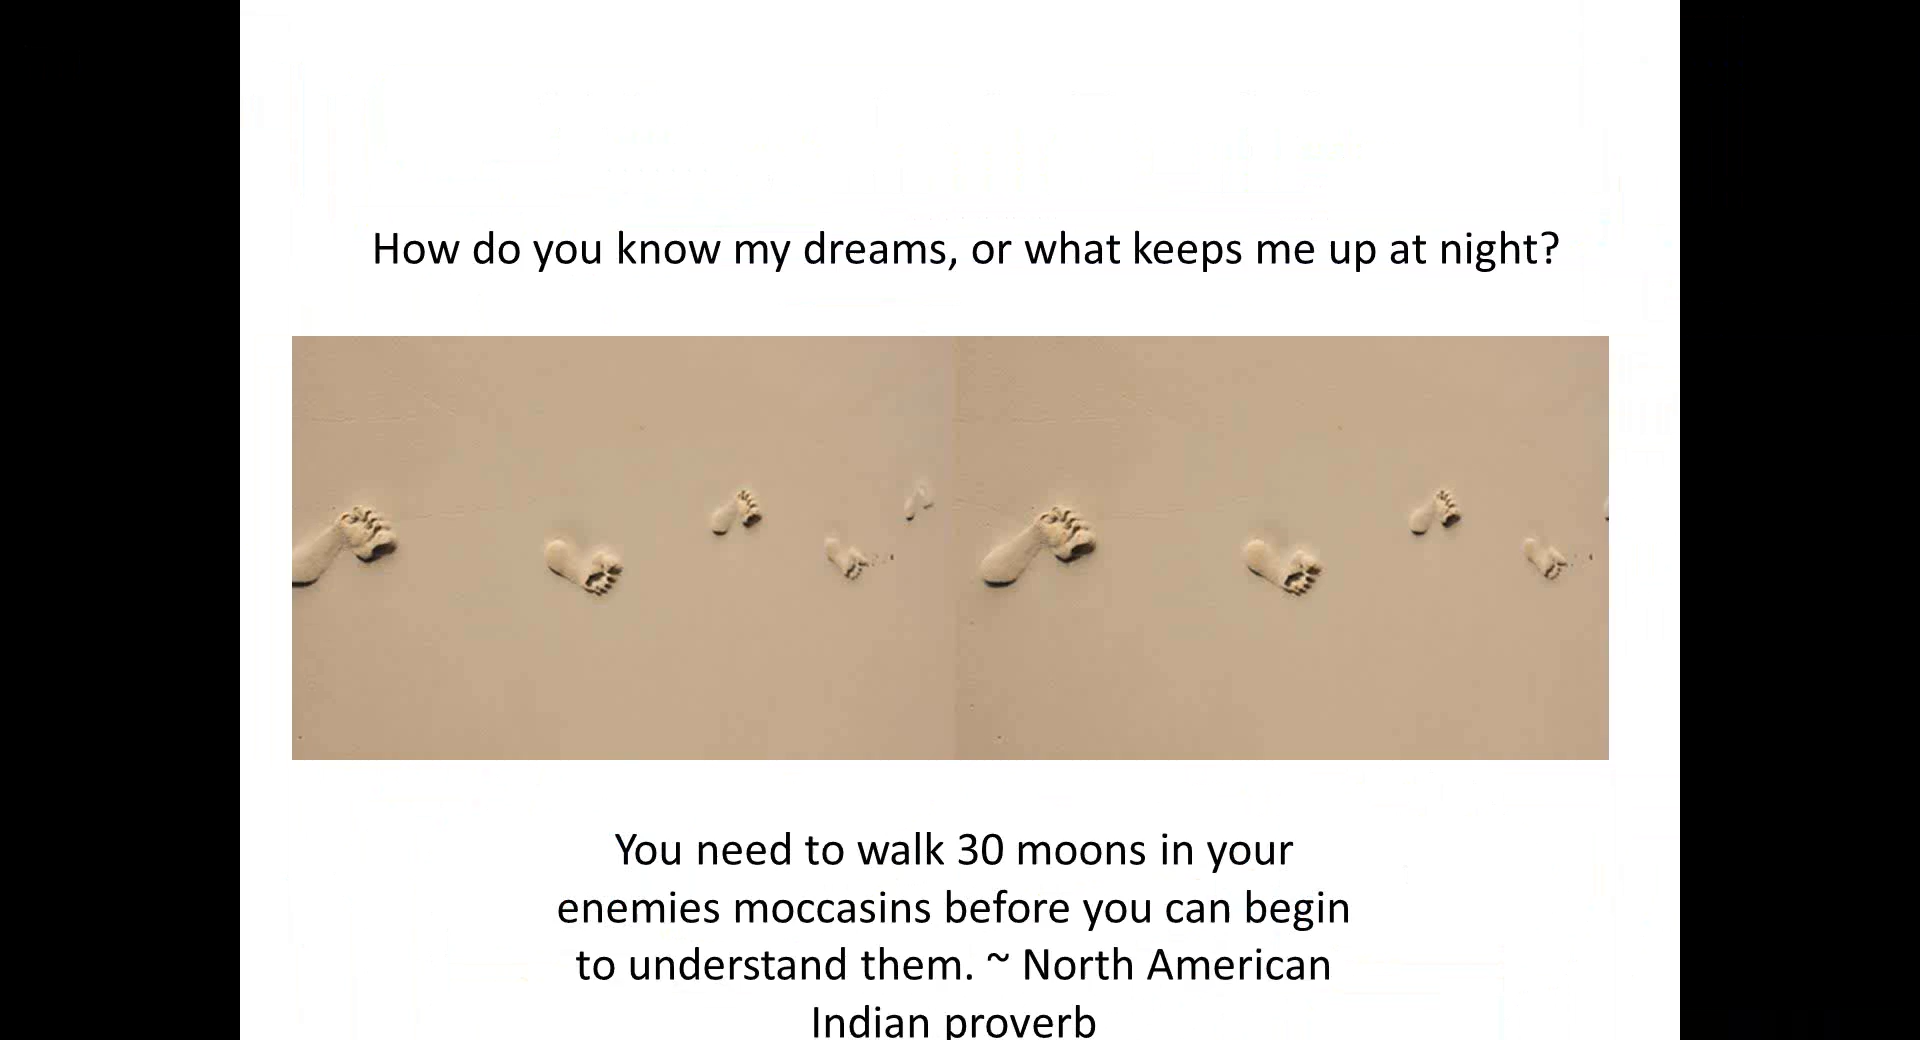 How do you know my dreams, or what keeps me up at night?
You need to walk 30 moons in your
enemies moccasins before you can begin
to understand them. ~ North American
Indian proverb